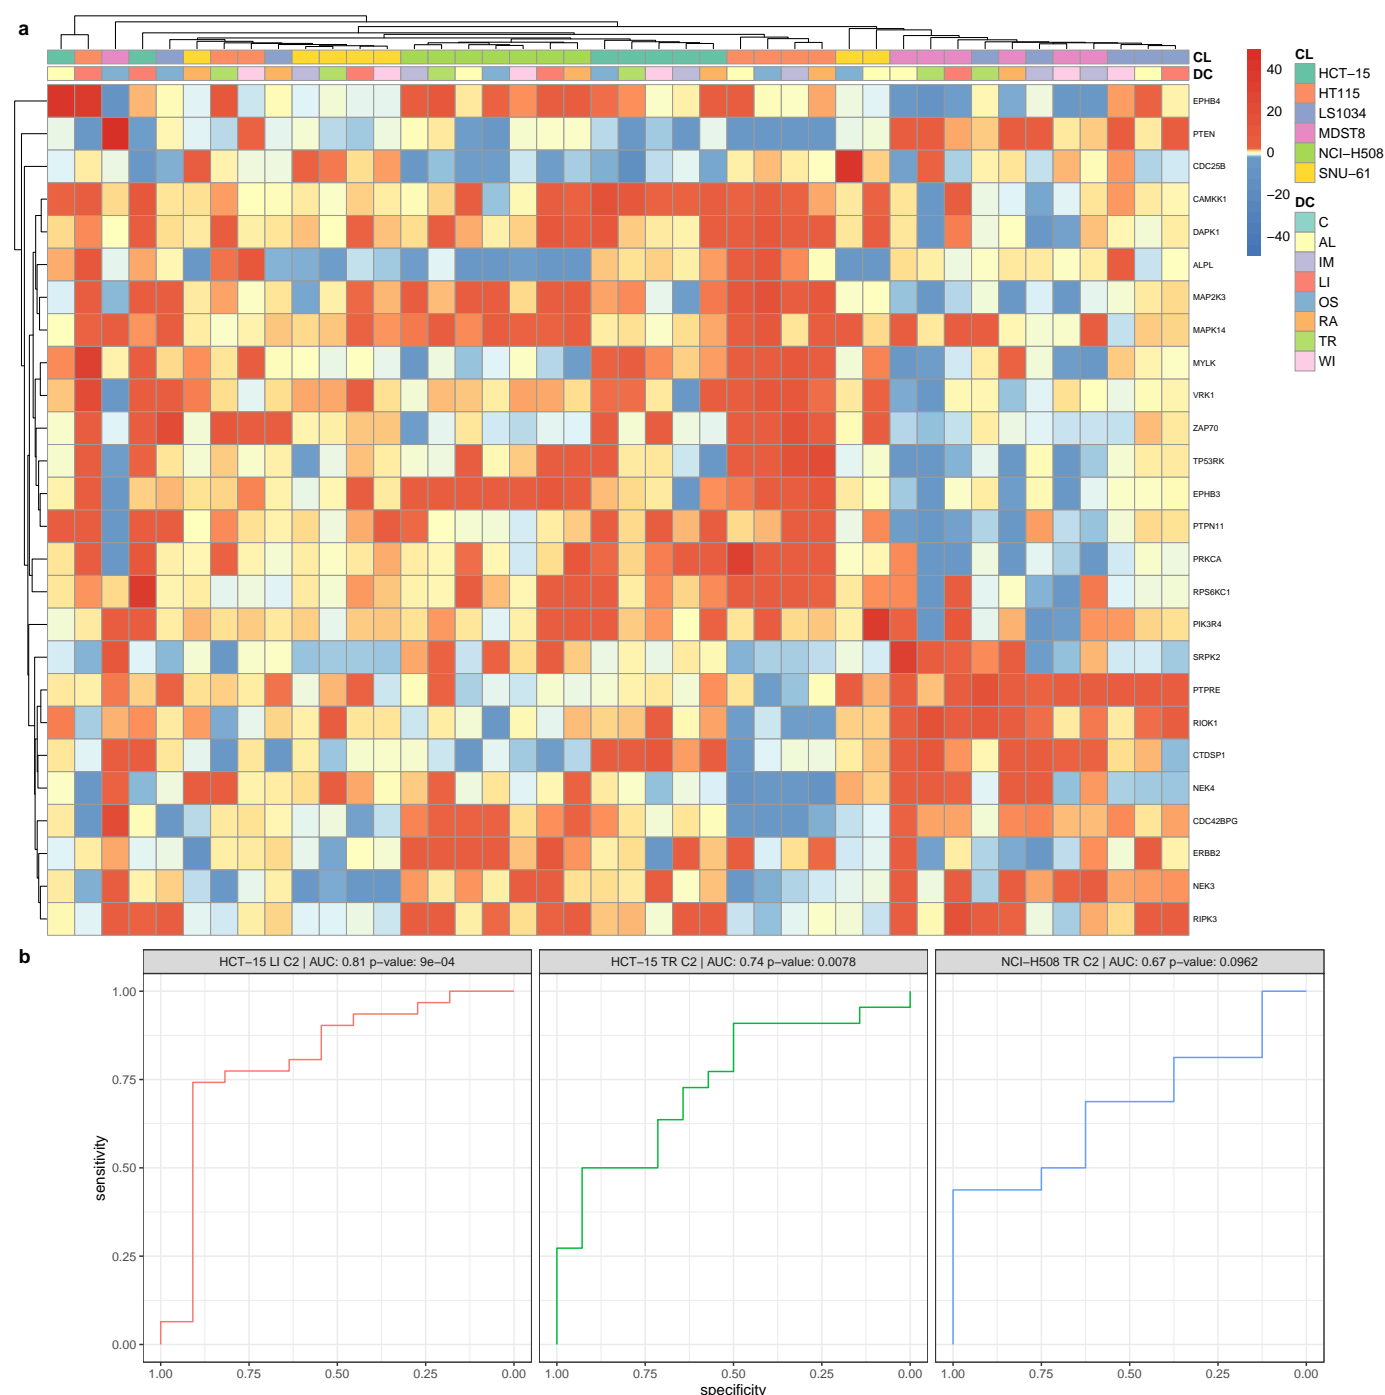 a
CL
DC
EPHB4
PTEN
CDC25B
CAMKK1
DAPK1
ALPL
MAP2K3
MAPK14
MYLK
VRK1
ZAP70
TP53RK
EPHB3
PTPN11
PRKCA
RPS6KC1
PIK3R4
SRPK2
PTPRE
RIOK1
CTDSP1
NEK4
CDC42BPG
ERBB2
NEK3
RIPK3
40
20
0
−20
−40
CL
HCT−15
HT115
LS1034
MDST8
NCI−H508
SNU−61
DC
C
AL
IM
LI
OS
RA
TR
WI
b
HCT−15 LI C2 | AUC: 0.81 p−value: 9e−04
HCT−15 TR C2 | AUC: 0.74 p−value: 0.0078
NCI−H508 TR C2 | AUC: 0.67 p−value: 0.0962
sensitivity
1.00
0.75
0.50
0.25
0.00
1.00 0.75 0.50 0.25 0.00
1.00 0.75 0.50 0.25 0.00
1.00 0.75 0.50 0.25 0.00
specificity